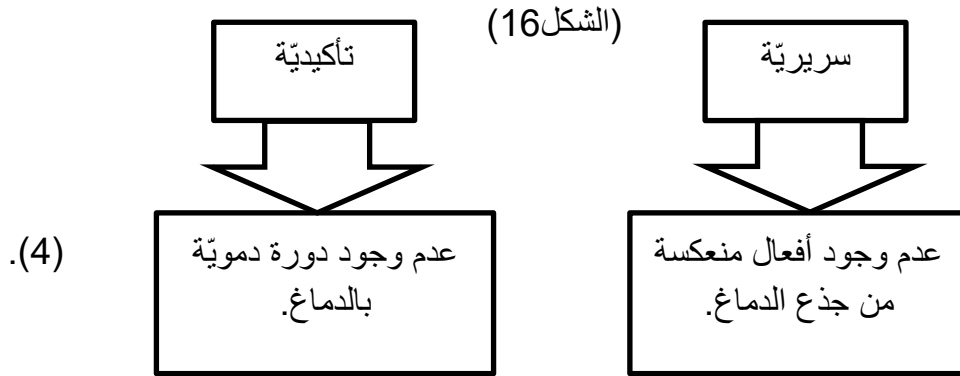 (الشكل16)
سريريّة
تأكيديّة
عدم وجود أفعال منعكسة
من جذع الدماغ.
عدم وجود دورة دمويّة
بالدماغ.
(4).